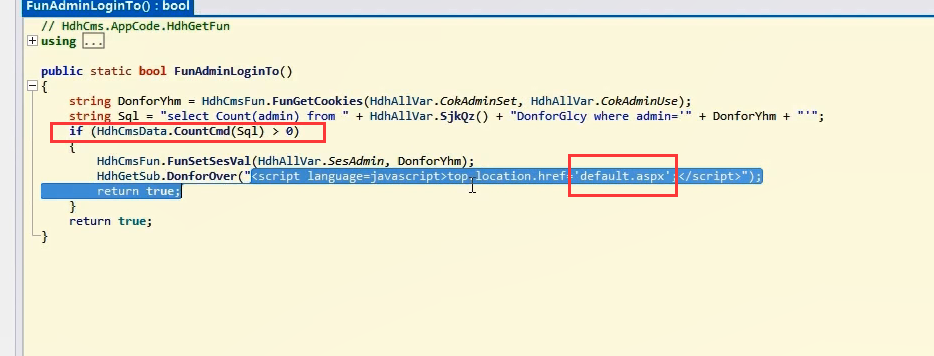 FunAdminLoginTo() : bool
// HdhCms.AppCode.HdhGetFun
using ...
public static bool FunAdminLoginTo()
{
string DonforYhm = HdhCmsFun.FunGetCookies(HdhAllVar.CokAdminSet, HdhAllVar.CokAdminUse);
string Sql = "select Count(admin) from " + HdhAllVar.SjkQz() + "DonforGlcy where admin='" + DonforYhm + "'";
if (HdhCmsData.CountCmd(Sql) > 0)
{
HdhCmsFun.FunSetSesVal(HdhAllVar.SesAdmin, DonforYhm);
HdhGetSub.DonforOver("<script language=javascript>top.location.href='default.aspx';</script>");
return true;
}
return true;
}